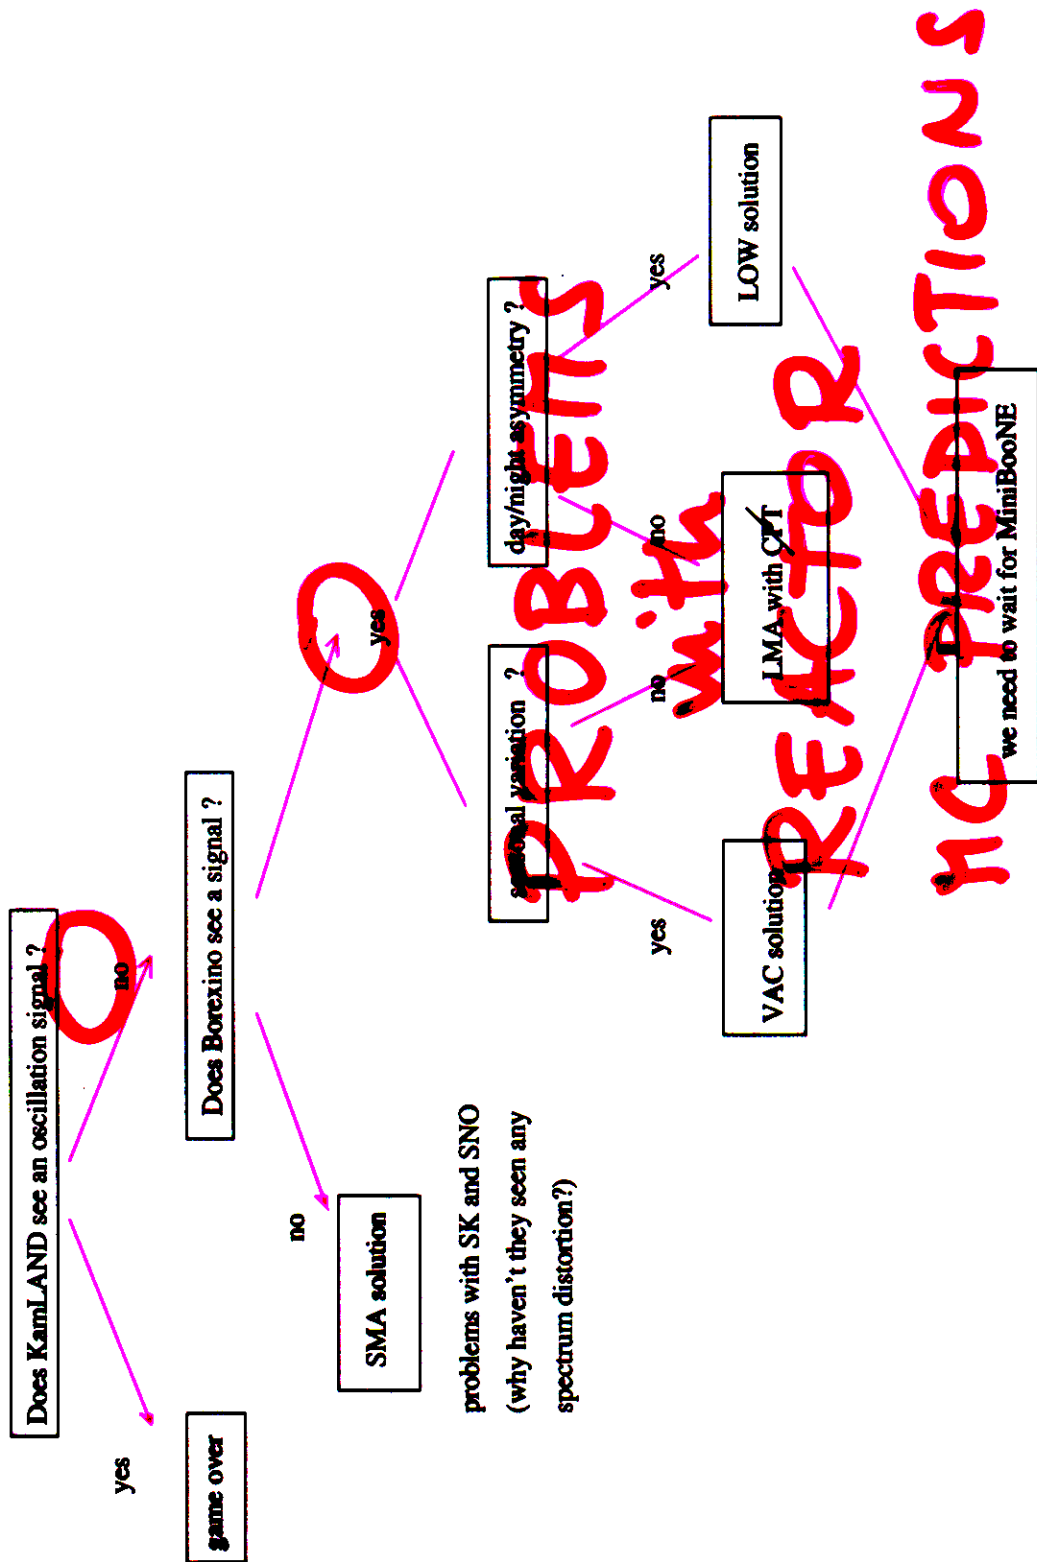 Does KamLAND see an oscillation signal ?
yes
no
game over
Does Borexino see a signal ?
no
yes
SMA solution
problems with SK and SNO
(why haven't they seen any
spectrum distortion?)
seasonal variation ?
day/night asymmetry ?
yes
no
no
yes
VAC solution
LMA with CPT
LOW solution
we need to wait for MiniBooNE
PROBLEMS
with
REACTOR
MC PREDICTIONS